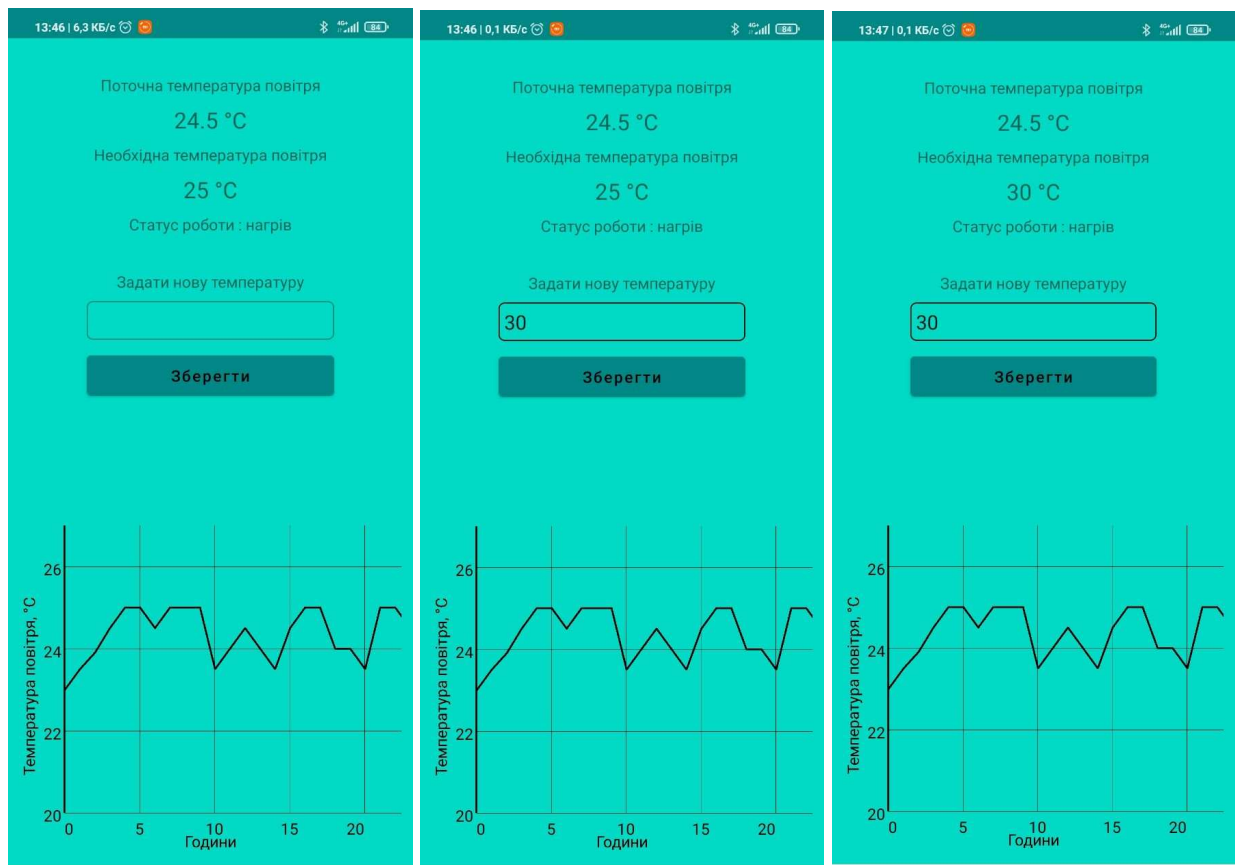 13:46 | 6,3 КБ/с
4G+
84
Поточна температура повітря
24.5 °C
Необхідна температура повітря
25 °C
Статус роботи : нагрів
Задати нову температуру
Зберегти
Температура повітря, °C
26
24
22
20
0 5 10 15 20
Години
13:46 | 0,1 КБ/с
4G+
84
Поточна температура повітря
24.5 °C
Необхідна температура повітря
25 °C
Статус роботи : нагрів
Задати нову температуру
30
Зберегти
Температура повітря, °C
26
24
22
20
0 5 10 15 20
Години
13:47 | 0,1 КБ/с
4G+
84
Поточна температура повітря
24.5 °C
Необхідна температура повітря
30 °C
Статус роботи : нагрів
Задати нову температуру
30
Зберегти
Температура повітря, °C
26
24
22
20
0 5 10 15 20
Години